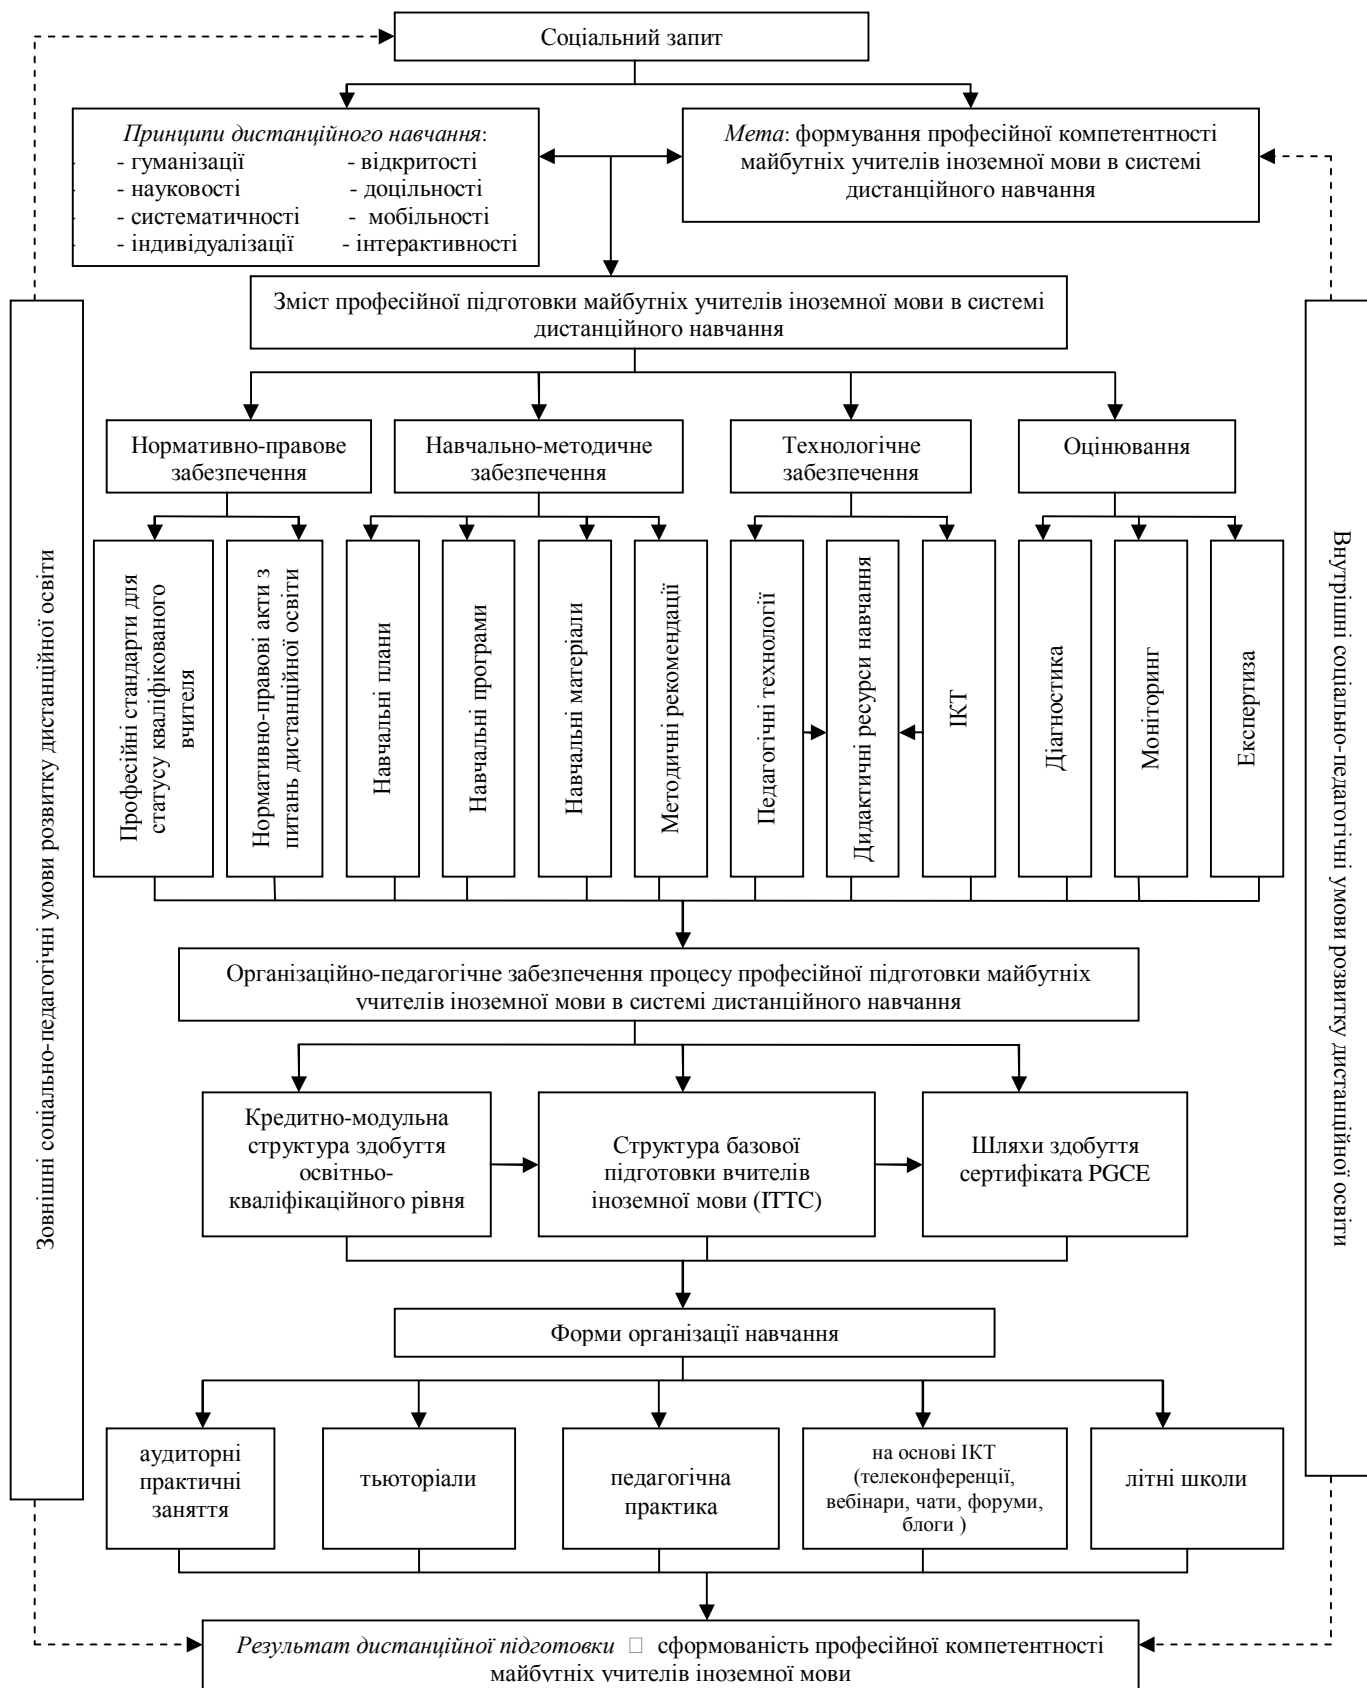 Соціальний запит
Принципи дистанційного навчання:
- гуманізації - відкритості
- науковості - доцільності
- систематичності - мобільності
- індивідуалізації - інтерактивності
Мета: формування професійної компетентності
майбутніх учителів іноземної мови в системі
дистанційного навчання
Зміст професійної підготовки майбутніх учителів іноземної мови в системі
дистанційного навчання
Нормативно-правове
забезпечення
Навчально-методичне
забезпечення
Технологічне
забезпечення
Оцінювання
Професійні стандарти для
статусу кваліфікованого
вчителя
Нормативно-правові акти з
питань дистанційної освіти
Навчальні плани
Навчальні програми
Навчальні матеріали
Методичні рекомендації
Педагогічні технології
Дидактичні ресурси навчання
ІКТ
Діагностика
Моніторинг
Експертиза
Зовнішні соціально-педагогічні умови розвитку дистанційної освіти
Внутрішні соціально-педагогічні умови розвитку дистанційної освіти
Організаційно-педагогічне забезпечення процесу професійної підготовки майбутніх
учителів іноземної мови в системі дистанційного навчання
Кредитно-модульна
структура здобуття
освітньо-
кваліфікаційного рівня
Структура базової
підготовки вчителів
іноземної мови (ITTC)
Шляхи здобуття
сертифіката PGCE
Форми організації навчання
аудиторні
практичні
заняття
тьюторіали
педагогічна
практика
на основі ІКТ
(телеконференції,
вебінари, чати, форуми,
блоги )
літні школи
Результат дистанційної підготовки □ сформованість професійної компетентності
майбутніх учителів іноземної мови